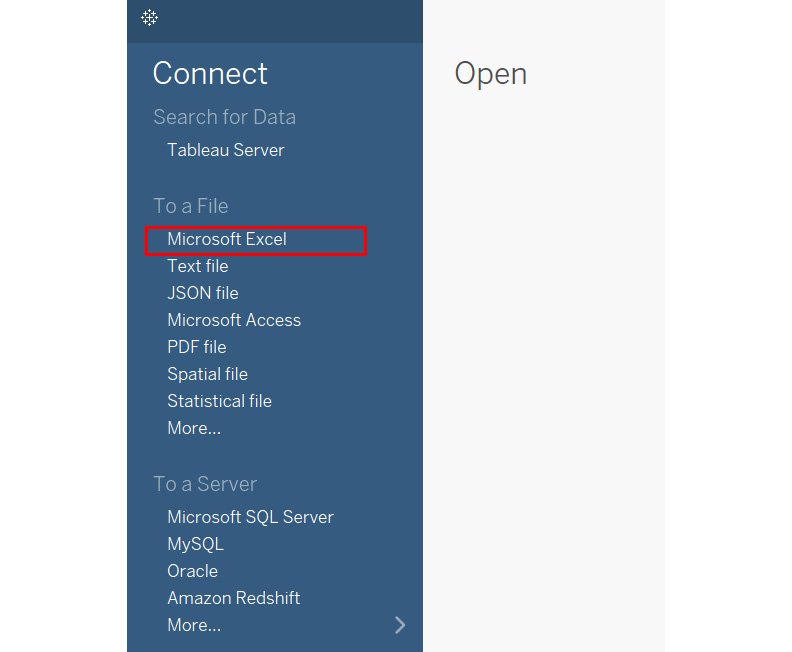 Connect
Search for Data
Tableau Server
To a File
Microsoft Excel
Text file
JSON file
Microsoft Access
PDF file
Spatial file
Statistical file
More...
To a Server
Microsoft SQL Server
MySQL
Oracle
Amazon Redshift
More...
Open